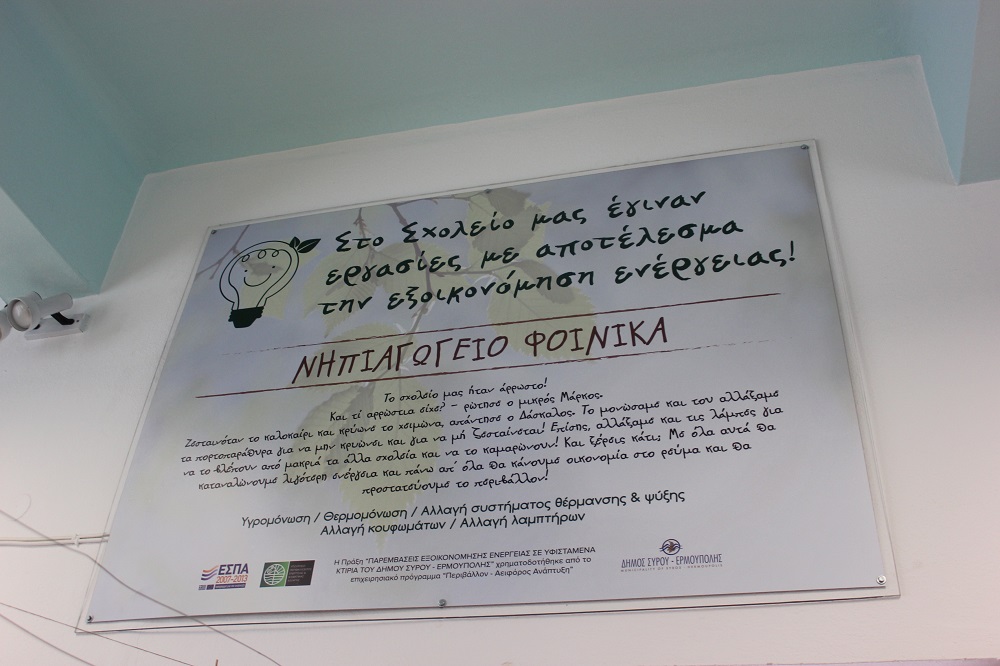 Στο Σχολείο μας έγιναν
εργασίες με αποτέλεσμα
την εξοικονόμηση ενέργειας!
ΝΗΠΙΑΓΩΓΕΙΟ ΦΟΙΝΙΚΑ
Το σχολείο μας ήταν άρρωστο!
Και τί αρρώστια είχε? - ρώτησε ο μικρός Μάρκος.
Ζεσταινόταν το καλοκαίρι και κρύωνε το χειμώνα, απάντησε ο Δάσκαλος. Το μονώσαμε και του αλλάξαμε
τα πορτοπαράθυρα για να μην κρυώνει και για να μή ζεσταίνεται! Επίσης, αλλάξαμε και τις λάμπες για
να το βλέπουν από μακριά τα άλλα σχολεία και να το καμαρώνουν! Και ξέρεις κάτι; Με όλα αυτά θα
καταναλώνουμε λιγότερη ενέργεια και πάνω απ' όλα θα κάνουμε οικονομία στο ρεύμα και θα
προστατεύουμε το περιβάλλον!
Υγρομόνωση / Θερμομόνωση / Αλλαγή συστήματος θέρμανσης & ψύξης
Αλλαγή κουφωμάτων / Αλλαγή λαμπτήρων
ΕΣΠΑ
2007-2013
Η Πράξη "ΠΑΡΕΜΒΑΣΕΙΣ ΕΞΟΙΚΟΝΟΜΗΣΗΣ ΕΝΕΡΓΕΙΑΣ ΣΕ ΥΦΙΣΤΑΜΕΝΑ
ΚΤΙΡΙΑ ΤΟΥ ΔΗΜΟΥ ΣΥΡΟΥ - ΕΡΜΟΥΠΟΛΗΣ" χρηματοδοτήθηκε από το
επιχειρησιακό πρόγραμμα "Περιβάλλον - Αειφόρος Ανάπτυξη"
ΔΗΜΟΣ ΣΥΡΟΥ - ΕΡΜΟΥΠΟΛΗΣ
MUNICIPALITY OF SYROS - ERMOUPOLIS